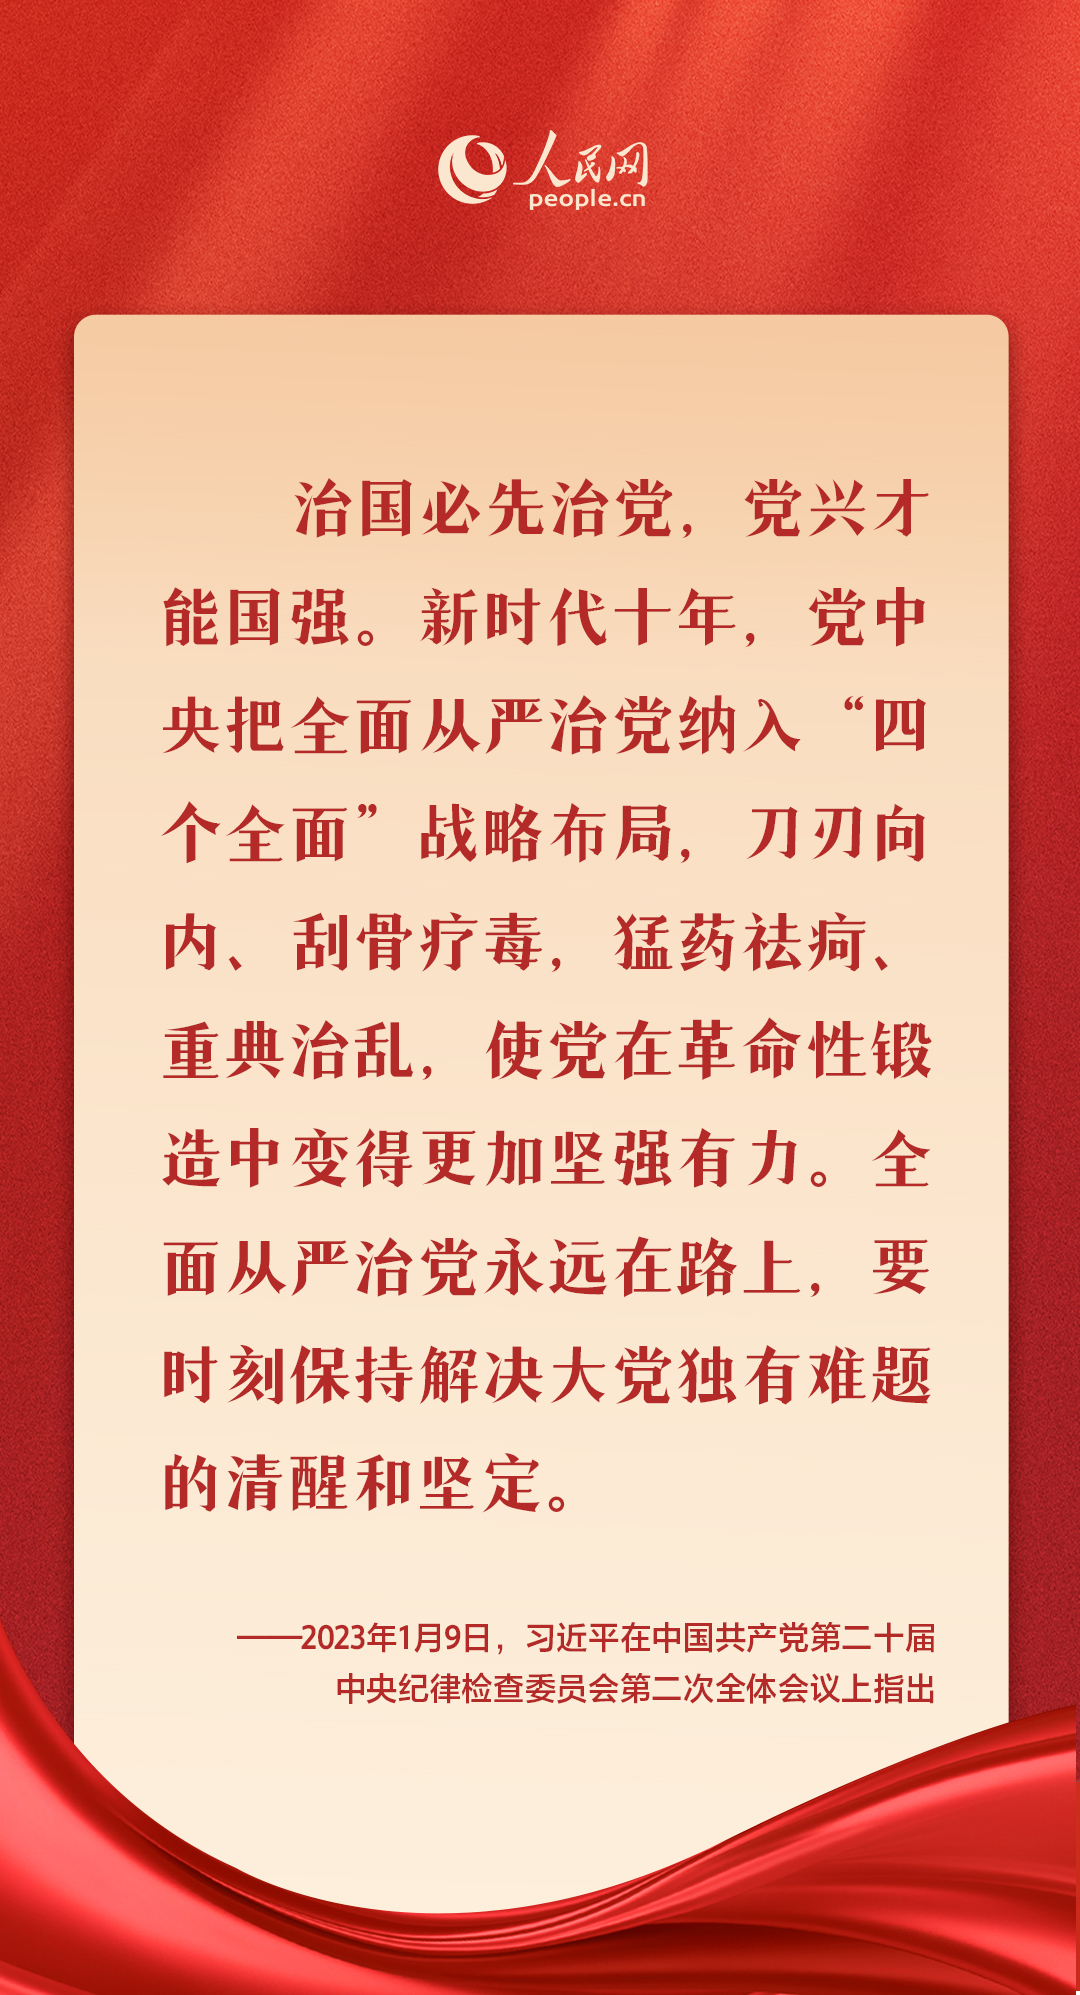 人民网
people.cn
治国必先治党，党兴才
能国强。新时代十年，党中
央把全面从严治党纳入“四
个全面”战略布局，刀刃向
内、刮骨疗毒，猛药祛疴、
重典治乱，使党在革命性锻
造中变得更加坚强有力。全
面从严治党永远在路上，要
时刻保持解决大党独有难题
的清醒和坚定。
——2023年1月9日，习近平在中国共产党第二十届
中央纪律检查委员会第二次全体会议上指出